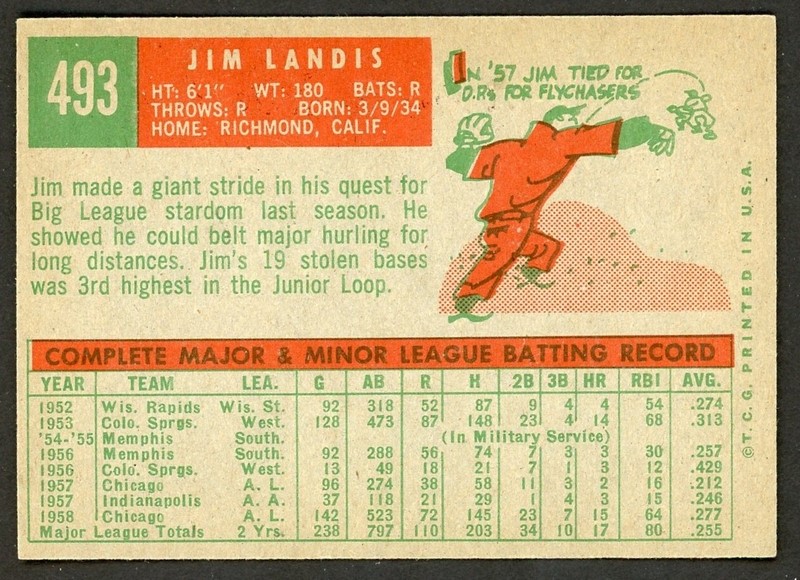 493
JIM LANDIS
HT: 6'1" WT: 180 BATS: R
THROWS: R BORN: 3/9/34
HOME: RICHMOND, CALIF.
IN '57 JIM TIED FOR
D.P.s FOR FLYCHASERS
Jim made a giant stride in his quest for
Big League stardom last season. He
showed he could belt major hurling for
long distances. Jim's 19 stolen bases
was 3rd highest in the Junior Loop.
COMPLETE MAJOR & MINOR LEAGUE BATTING RECORD
YEAR TEAM LEA. G AB R H 2B 3B HR RBI AVG.
1952 Wis. Rapids Wis. St. 92 318 52 87 9 4 4 54 .274
1953 Colo. Sprgs. West. 128 473 87 148 23 4 14 68 .313
'54-'55 Memphis South. (In Military Service)
1956 Memphis South. 92 288 56 74 7 3 3 30 .257
1956 Colo. Sprgs. West. 13 49 18 21 7 1 3 12 .429
1957 Chicago A. L. 96 274 38 58 11 3 2 16 .212
1957 Indianapolis A. A. 37 118 21 29 1 4 3 15 .246
1958 Chicago A. L. 142 523 72 145 23 7 15 64 .277
Major League Totals 2 Yrs. 238 797 110 203 34 10 17 80 .255
©T.C.G. PRINTED IN U.S.A.